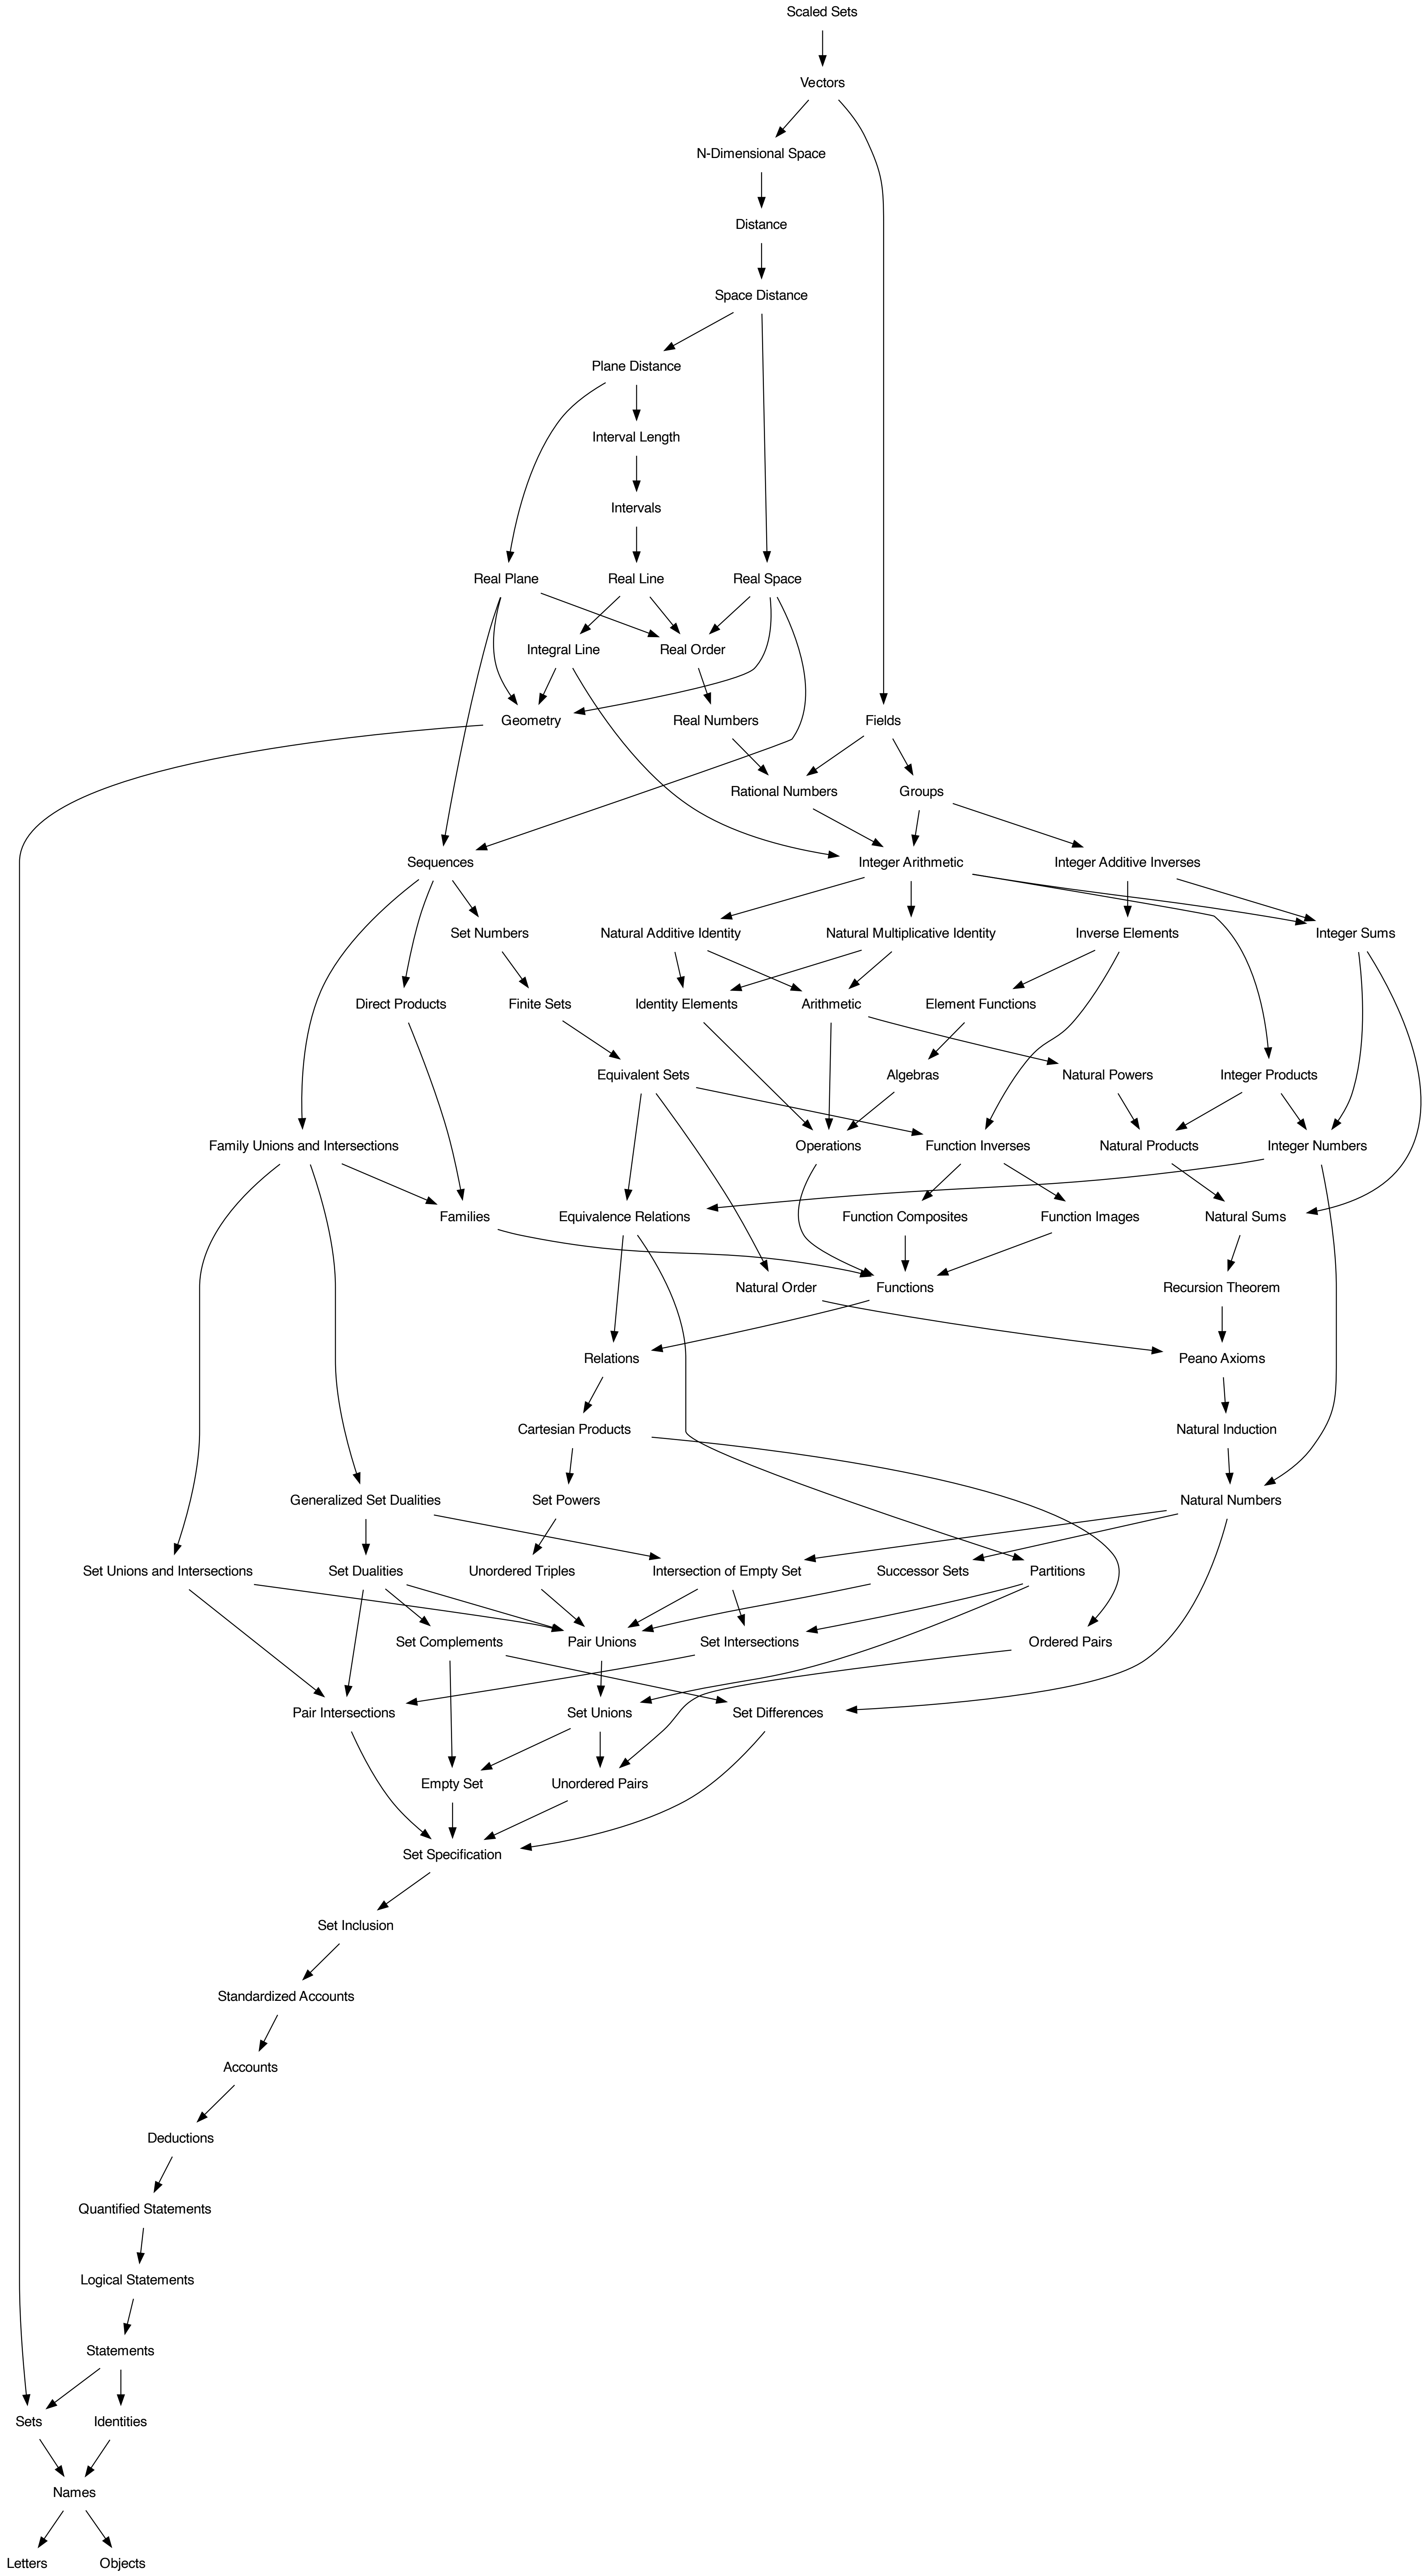 Scaled Sets
Vectors
N-Dimensional Space
Distance
Space Distance
Plane Distance
Interval Length
Intervals
Real Plane
Real Line
Real Space
Integral Line
Real Order
Geometry
Real Numbers
Fields
Rational Numbers
Groups
Sequences
Integer Arithmetic
Integer Additive Inverses
Set Numbers
Natural Additive Identity
Natural Multiplicative Identity
Inverse Elements
Integer Sums
Direct Products
Finite Sets
Identity Elements
Arithmetic
Element Functions
Equivalent Sets
Algebras
Natural Powers
Integer Products
Family Unions and Intersections
Operations
Function Inverses
Natural Products
Integer Numbers
Families
Equivalence Relations
Function Composites
Function Images
Natural Sums
Natural Order
Functions
Recursion Theorem
Relations
Peano Axioms
Cartesian Products
Natural Induction
Generalized Set Dualities
Set Powers
Natural Numbers
Set Unions and Intersections
Set Dualities
Unordered Triples
Intersection of Empty Set
Successor Sets
Partitions
Set Complements
Pair Unions
Set Intersections
Ordered Pairs
Pair Intersections
Set Unions
Set Differences
Empty Set
Unordered Pairs
Set Specification
Set Inclusion
Standardized Accounts
Accounts
Deductions
Quantified Statements
Logical Statements
Statements
Sets
Identities
Names
Letters
Objects